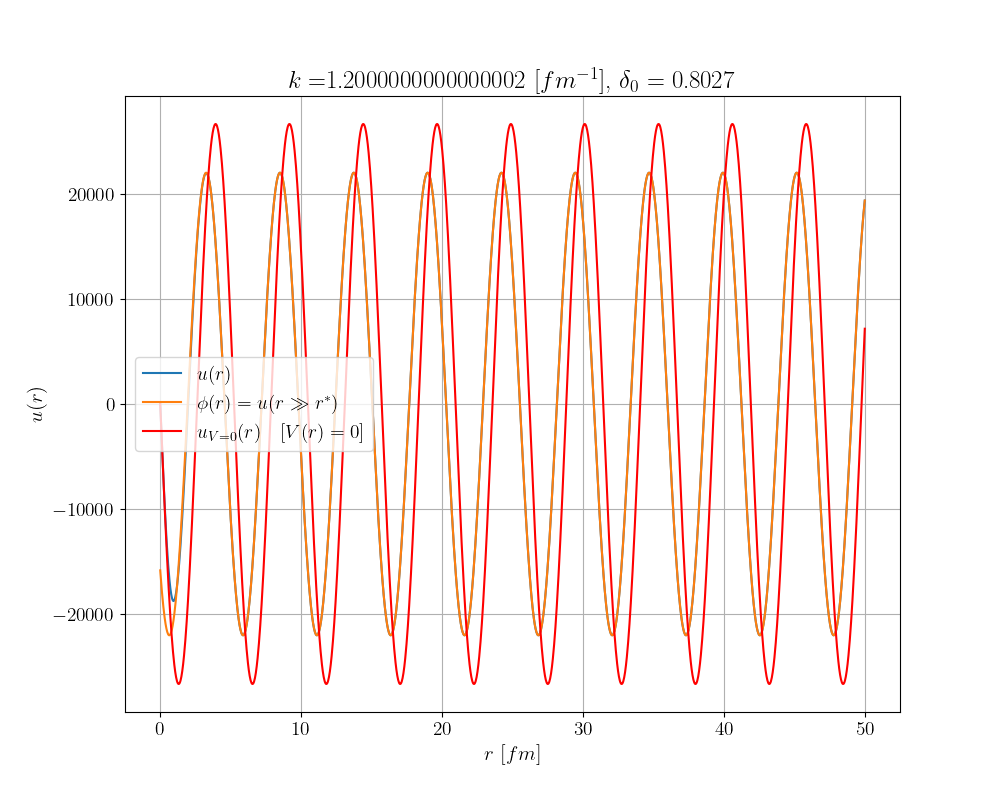 k =1.2000000000000002 [fm⁻¹], δ₀ = 0.8027
u(r)
20000
10000
0
−10000
−20000
u(r)
ϕ(r) = u(r ≫ r*)
u_{V=0}(r) [V(r) = 0]
0 10 20 30 40 50
r [fm]